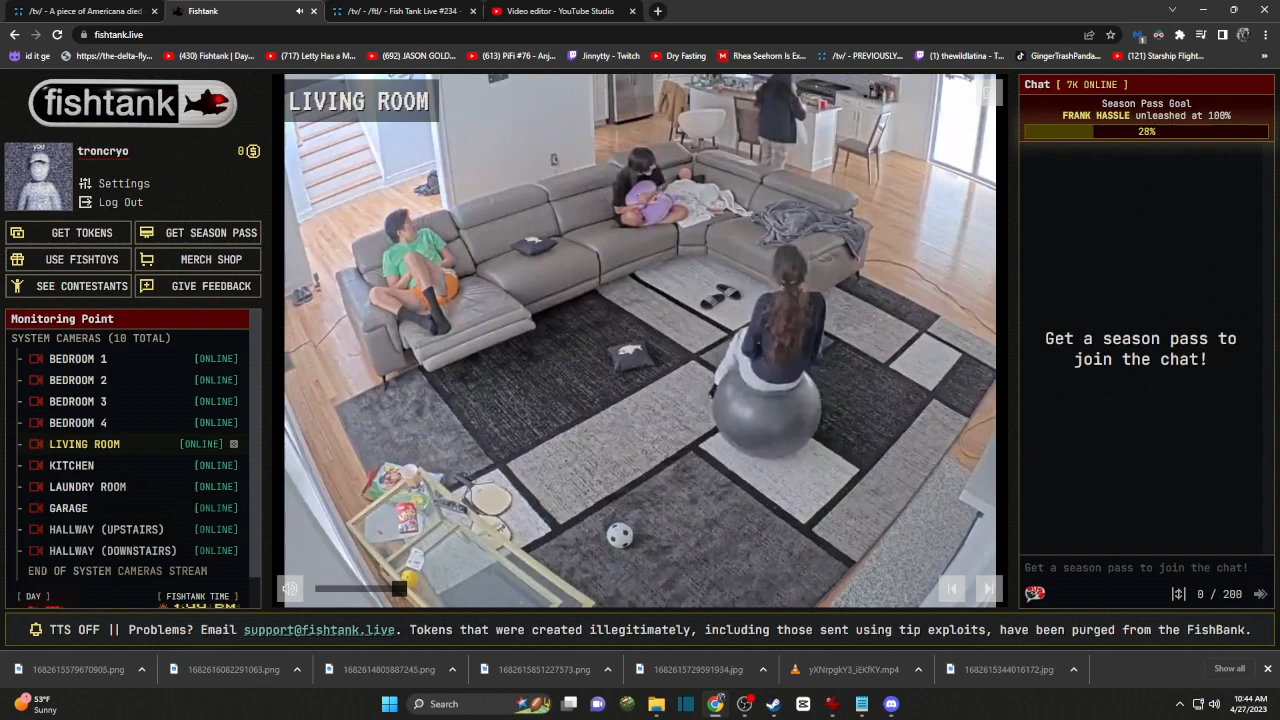 /tv/ - A piece of Americana died
Fishtank
/tv/ - /ftl/ - Fish Tank Live #234 -
Video editor - YouTube Studio
fishtank.live
id it ge
https://the-delta-fly
(430) Fishtank | Day...
(717) Letty Has a M...
(692) JASON GOLD...
(613) PiFi #76 - Anj...
Jinnytty - Twitch
Dry Fasting
Rhea Seehorn Is Ex...
/tv/ - PREVIOUSLY...
(1) thewildlatina - T...
GingerTrashPanda...
(121) Starship Flight...
»
fishtank
LIVING ROOM
Chat [ 7K ONLINE ]
Season Pass Goal
FRANK HASSLE unleashed at 100%
28%
troncryo
0
Settings
Log Out
GET TOKENS
GET SEASON PASS
USE FISHTOYS
MERCH SHOP
SEE CONTESTANTS
GIVE FEEDBACK
Monitoring Point
SYSTEM CAMERAS (10 TOTAL)
BEDROOM 1 [ONLINE]
BEDROOM 2 [ONLINE]
BEDROOM 3 [ONLINE]
BEDROOM 4 [ONLINE]
LIVING ROOM [ONLINE]
KITCHEN [ONLINE]
LAUNDRY ROOM [ONLINE]
GARAGE [ONLINE]
HALLWAY (UPSTAIRS) [ONLINE]
HALLWAY (DOWNSTAIRS) [ONLINE]
END OF SYSTEM CAMERAS STREAM
[ DAY ] [ FISHTANK TIME ]
1:44 PM
UNO
Get a season pass to
join the chat!
Get a season pass to join the chat!
0 / 200
TTS OFF || Problems? Email support@fishtank.live. Tokens that were created illegitimately, including those sent using tip exploits, have been purged from the FishBank.
1682615579670905.png
1682616082291063.png
1682614805887245.png
1682615851227573.png
1682615729591934.jpg
yXNrpgkY3_iEKfKY.mp4
1682615344016172.jpg
Show all
53°F
Sunny
Search
10:44 AM
4/27/2023